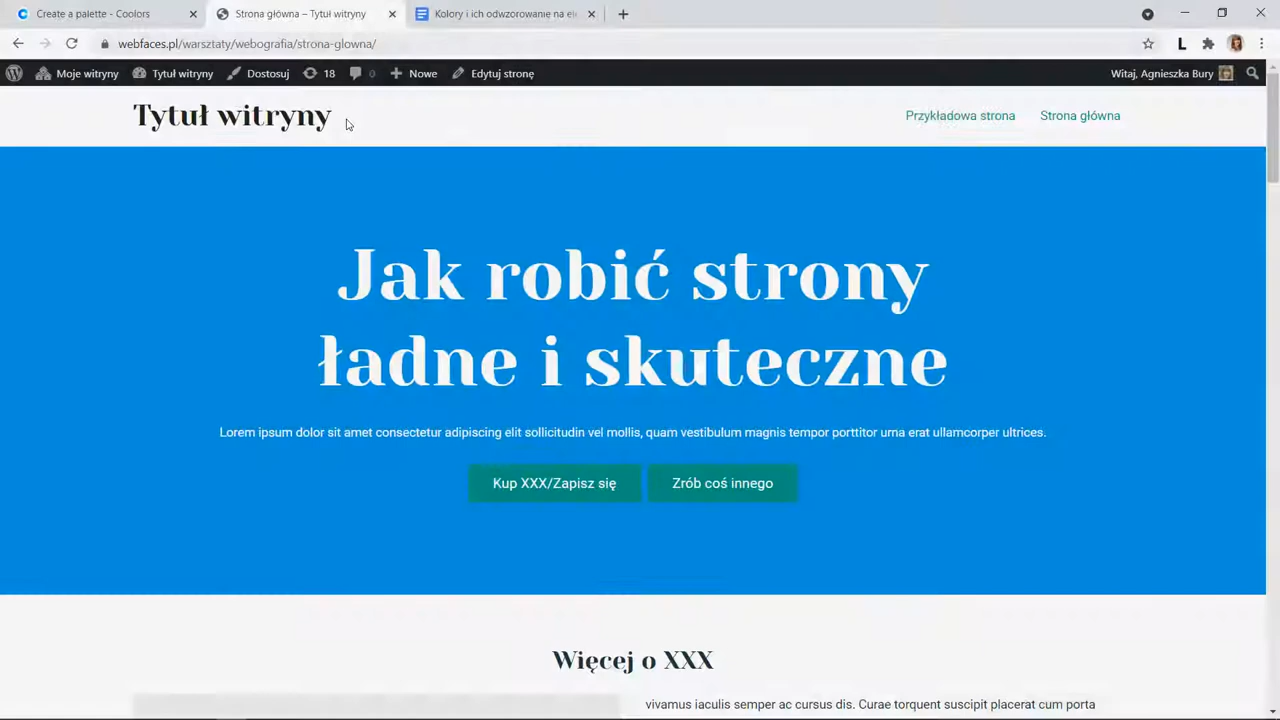 Create a palette - Coolors
Strona główna – Tytuł witryny
Kolory i ich odwzorowanie na ele
webfaces.pl/warsztaty/webografia/strona-glowna/
Moje witryny
Tytuł witryny
Dostosuj
18
0
Nowe
Edytuj stronę
Witaj, Agnieszka Bury
Tytuł witryny
Przykładowa strona
Strona główna
Jak robić strony
ładne i skuteczne
Lorem ipsum dolor sit amet consectetur adipiscing elit sollicitudin vel mollis, quam vestibulum magnis tempor porttitor urna erat ullamcorper ultrices.
Kup XXX/Zapisz się
Zrób coś innego
Więcej o XXX
vivamus iaculis semper ac cursus dis. Curae torquent suscipit placerat cum porta